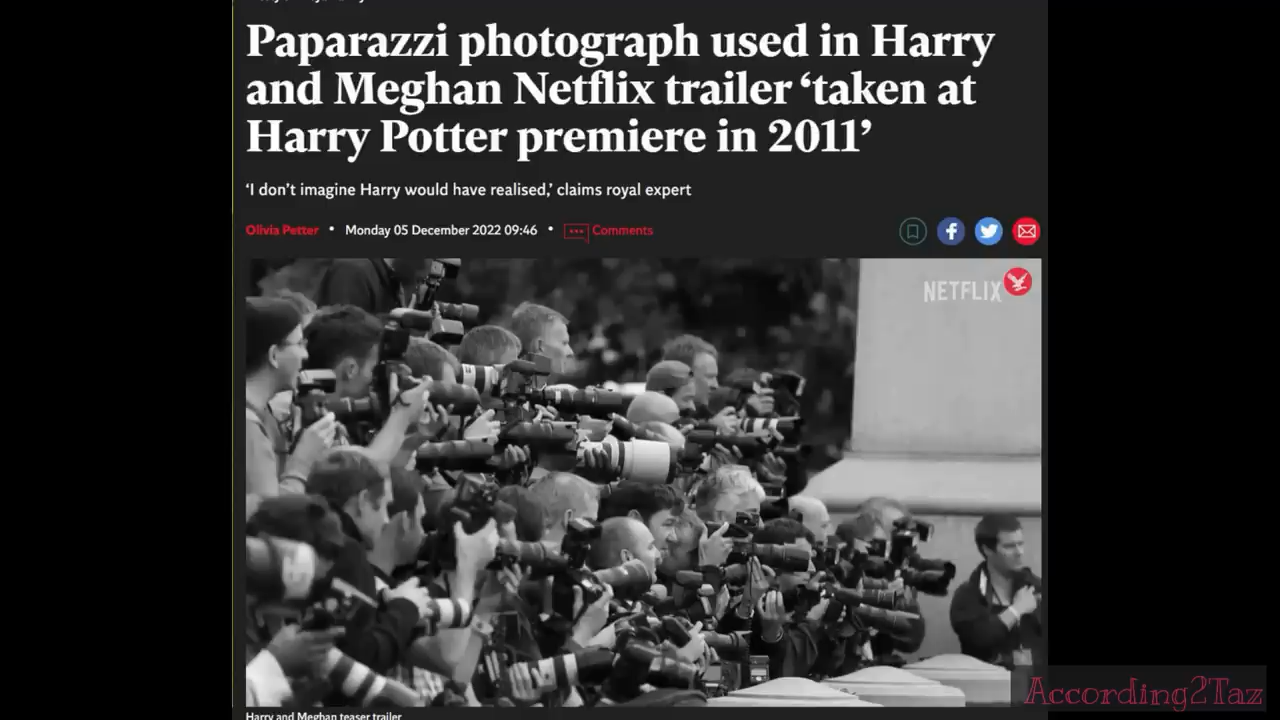 Paparazzi photograph used in Harry
and Meghan Netflix trailer ‘taken at
Harry Potter premiere in 2011’
‘I don’t imagine Harry would have realised,’ claims royal expert
Olivia Petter • Monday 05 December 2022 09:46 • Comments
NETFLIX
Harry and Meghan teaser trailer
According2Taz